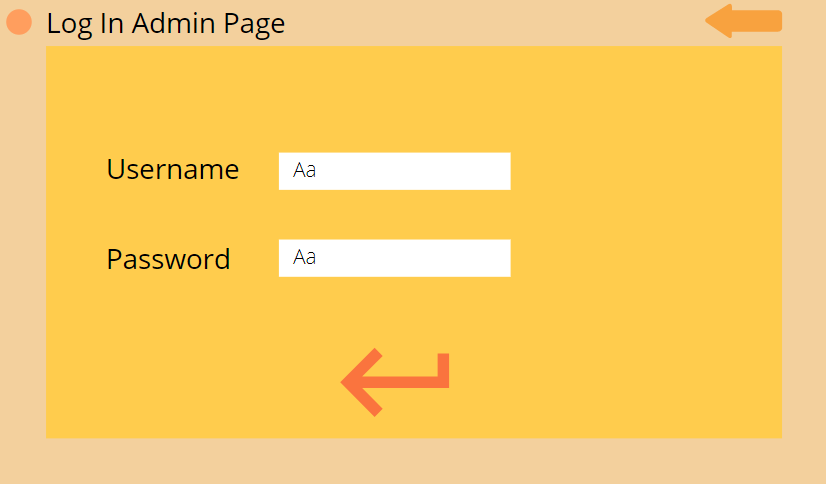 Log In Admin Page
Username
Aa
Password
Aa